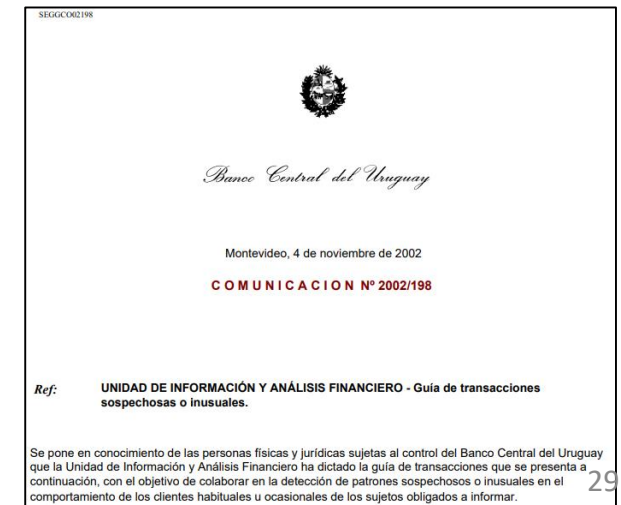 SEGGCO02198
Banco Central del Uruguay
Montevideo, 4 de noviembre de 2002
C O M U N I C A C I O N Nº 2002/198
Ref: UNIDAD DE INFORMACIÓN Y ANÁLISIS FINANCIERO - Guía de transacciones
sospechosas o inusuales.
Se pone en conocimiento de las personas físicas y jurídicas sujetas al control del Banco Central del Uruguay
que la Unidad de Información y Análisis Financiero ha dictado la guía de transacciones que se presenta a
continuación, con el objetivo de colaborar en la detección de patrones sospechosos o inusuales en el
comportamiento de los clientes habituales u ocasionales de los sujetos obligados a informar.
29